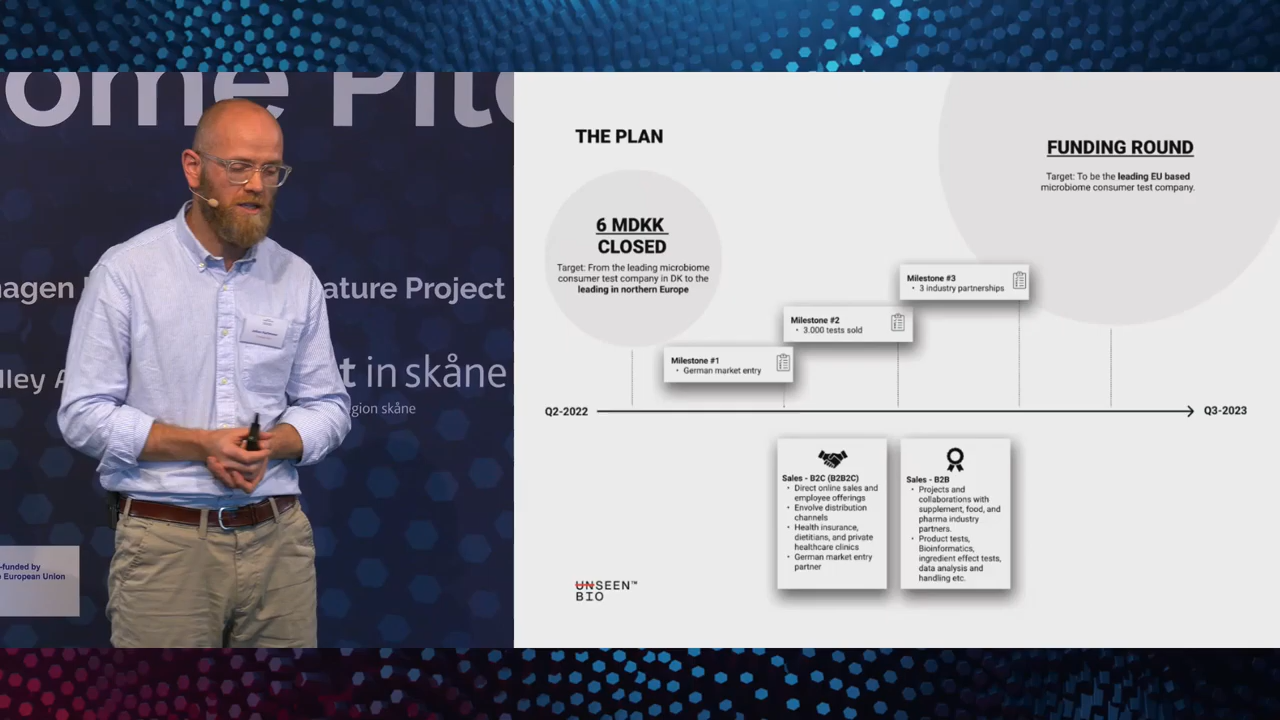 ome Pitc
nagen
ature Project
lley A
t in skåne
egion skåne
-funded by
European Union
THE PLAN
6 MDKK
CLOSED
Target: From the leading microbiome
consumer test company in DK to the
leading in northern Europe
FUNDING ROUND
Target: To be the leading EU based
microbiome consumer test company.
Milestone #3
• 3 industry partnerships
Milestone #2
• 3.000 tests sold
Milestone #1
• German market entry
Q2-2022
Q3-2023
Sales - B2C (B2B2C)
• Direct online sales and
employee offerings
• Envolve distribution
channels
• Health insurance,
dietitians, and private
healthcare clinics
• German market entry
partner
Sales - B2B
• Projects and
collaborations with
supplement, food, and
pharma industry
partners.
• Product tests,
Bioinformatics,
ingredient effect tests,
data analysis and
handling etc.
UNSEEN™
BIO